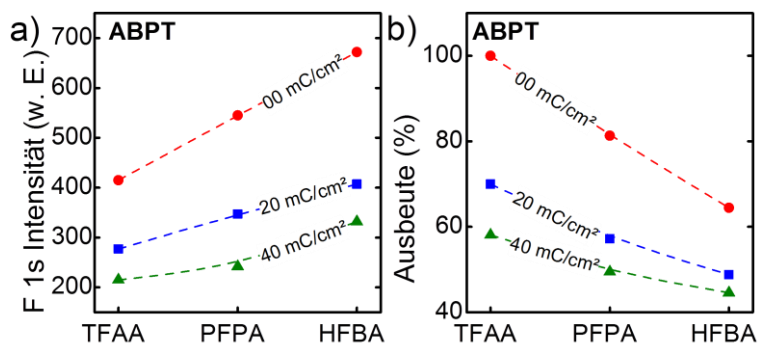 a)
ABPT
F 1s Intensität (w. E.)
700
600
500
400
300
200
00 mC/cm²
20 mC/cm²
40 mC/cm²
TFAA PFPA HFBA
b)
ABPT
Ausbeute (%)
100
80
60
40
00 mC/cm²
20 mC/cm²
40 mC/cm²
TFAA PFPA HFBA